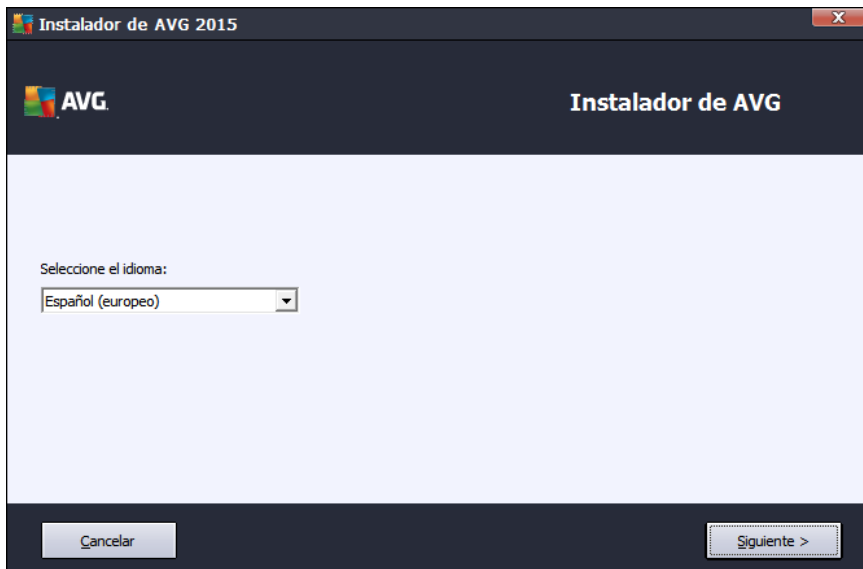 Instalador de AVG 2015
AVG.
Instalador de AVG
Seleccione el idioma:
Español (europeo)
Cancelar
Siguiente >